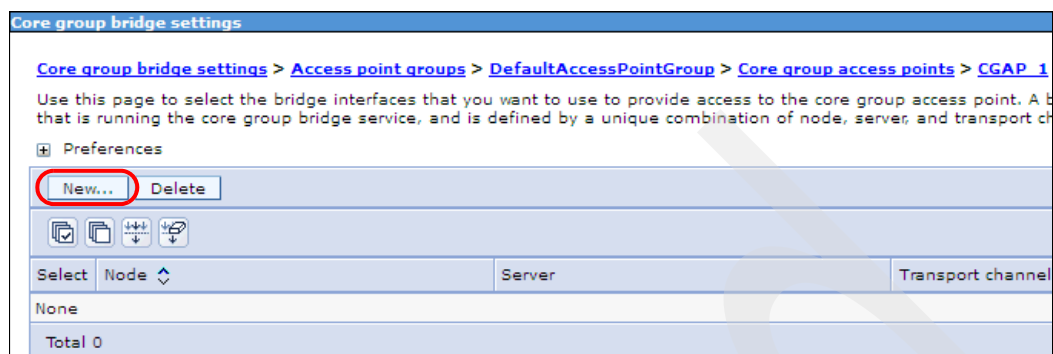 Core group bridge settings
Core group bridge settings > Access point groups > DefaultAccessPointGroup > Core group access points > CGAP_1
Use this page to select the bridge interfaces that you want to use to provide access to the core group access point. A b
that is running the core group bridge service, and is defined by a unique combination of node, server, and transport ch
Preferences
New... Delete
Select Node Server Transport channel
None
Total 0